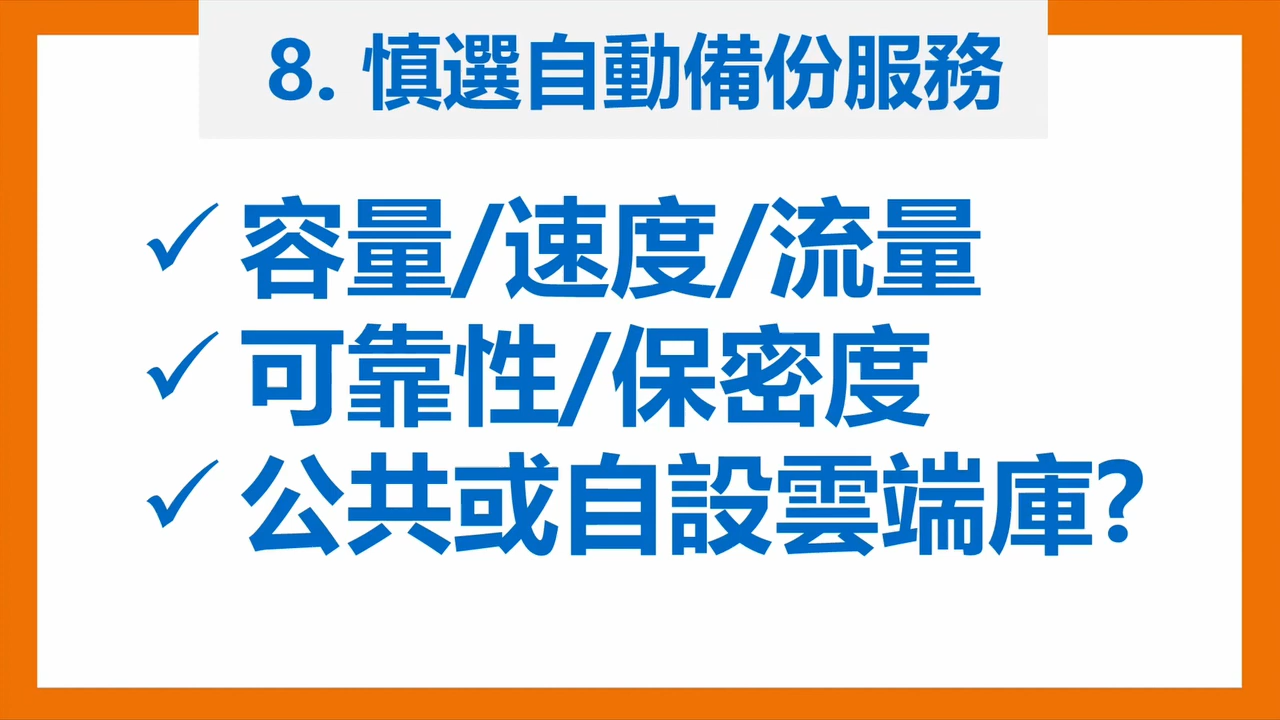 8. 慎選自動備份服務
✓ 容量/速度/流量
✓ 可靠性/保密度
✓ 公共或自設雲端庫?